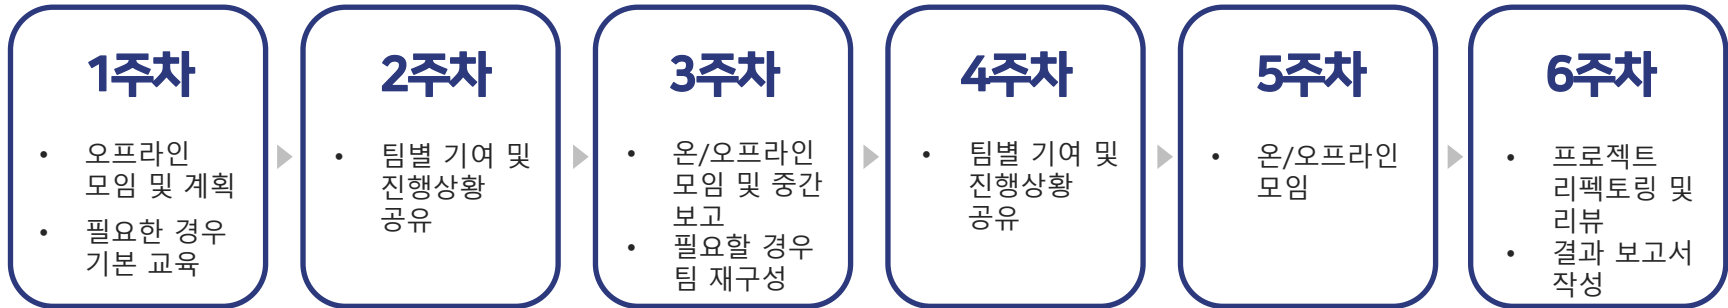 1주차
• 오프라인
모임 및 계획
• 필요한 경우
기본 교육
2주차
• 팀별 기여 및
진행상황
공유
3주차
• 온/오프라인
모임 및 중간
보고
• 필요할 경우
팀 재구성
4주차
• 팀별 기여 및
진행상황
공유
5주차
• 온/오프라인
모임
6주차
• 프로젝트
리펙토링 및
리뷰
• 결과 보고서
작성